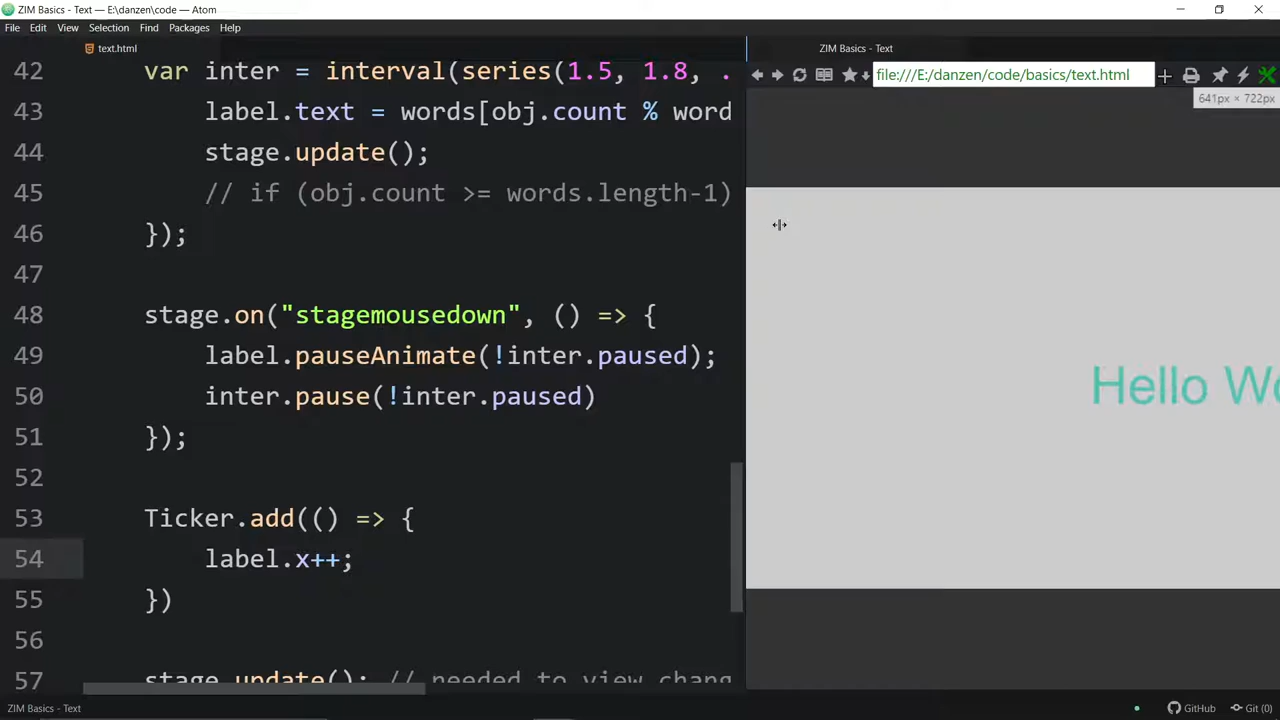 ZIM Basics - Text — E:\danzen\code — Atom
File Edit View Selection Find Packages Help
text.html
ZIM Basics - Text
file:///E:/danzen/code/basics/text.html
641px × 722px
42 var inter = interval(series(1.5, 1.8, .
43 label.text = words[obj.count % word
44 stage.update();
45 // if (obj.count >= words.length-1)
46 });
47
48 stage.on("stagemousedown", () => {
49 label.pauseAnimate(!inter.paused);
50 inter.pause(!inter.paused)
51 });
52
53 Ticker.add(() => {
54 label.x++;
55 })
56
57 stage.update(); // needed to view chang
Hello Wo
ZIM Basics - Text
GitHub
Git (0)